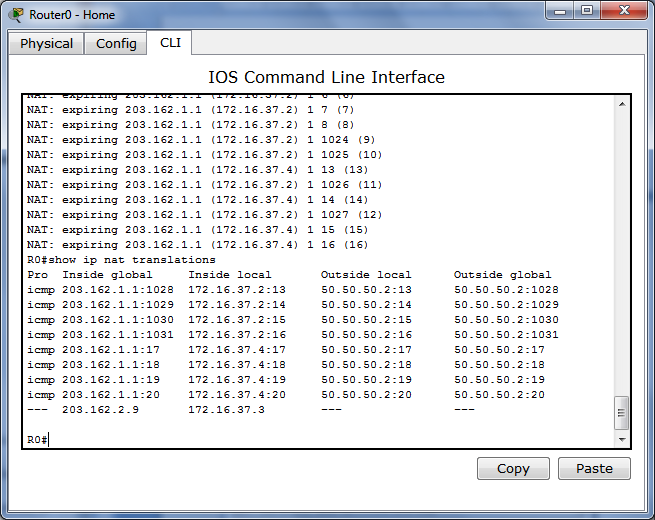 Router0 - Home
Physical Config CLI
IOS Command Line Interface
NAT: expiring 203.162.1.1 (172.16.37.2) 1 6 (6)
NAT: expiring 203.162.1.1 (172.16.37.2) 1 7 (7)
NAT: expiring 203.162.1.1 (172.16.37.2) 1 8 (8)
NAT: expiring 203.162.1.1 (172.16.37.2) 1 1024 (9)
NAT: expiring 203.162.1.1 (172.16.37.2) 1 1025 (10)
NAT: expiring 203.162.1.1 (172.16.37.4) 1 13 (13)
NAT: expiring 203.162.1.1 (172.16.37.2) 1 1026 (11)
NAT: expiring 203.162.1.1 (172.16.37.4) 1 14 (14)
NAT: expiring 203.162.1.1 (172.16.37.2) 1 1027 (12)
NAT: expiring 203.162.1.1 (172.16.37.4) 1 15 (15)
NAT: expiring 203.162.1.1 (172.16.37.4) 1 16 (16)
R0#show ip nat translations
Pro  Inside global     Inside local       Outside local      Outside global
icmp 203.162.1.1:1028  172.16.37.2:13     50.50.50.2:13      50.50.50.2:1028
icmp 203.162.1.1:1029  172.16.37.2:14     50.50.50.2:14      50.50.50.2:1029
icmp 203.162.1.1:1030  172.16.37.2:15     50.50.50.2:15      50.50.50.2:1030
icmp 203.162.1.1:1031  172.16.37.2:16     50.50.50.2:16      50.50.50.2:1031
icmp 203.162.1.1:17    172.16.37.4:17     50.50.50.2:17      50.50.50.2:17
icmp 203.162.1.1:18    172.16.37.4:18     50.50.50.2:18      50.50.50.2:18
icmp 203.162.1.1:19    172.16.37.4:19     50.50.50.2:19      50.50.50.2:19
icmp 203.162.1.1:20    172.16.37.4:20     50.50.50.2:20      50.50.50.2:20
---  203.162.2.9       172.16.37.3        ---                ---
R0#
Copy Paste